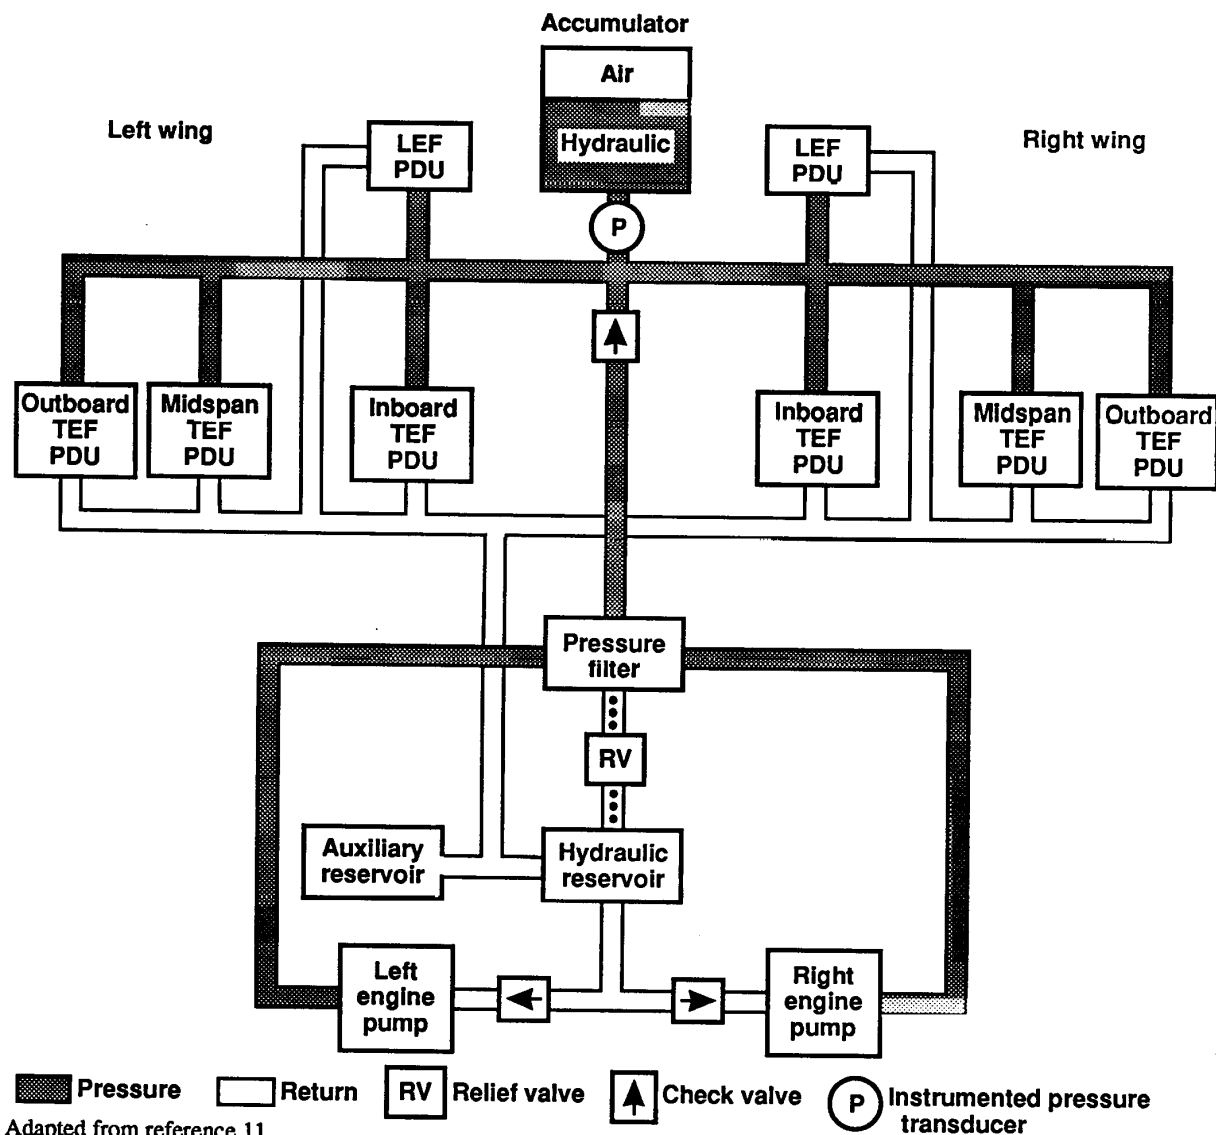 Accumulator
Air
Hydraulic
Left wing
Right wing
LEF
PDU
LEF
PDU
P
Outboard
TEF
PDU
Midspan
TEF
PDU
Inboard
TEF
PDU
Inboard
TEF
PDU
Midspan
TEF
PDU
Outboard
TEF
PDU
Pressure
filter
RV
Auxiliary
reservoir
Hydraulic
reservoir
Left
engine
pump
Right
engine
pump
Pressure
Return
RV
Relief valve
Check valve
P
Instrumented pressure
transducer
Adapted from reference 11